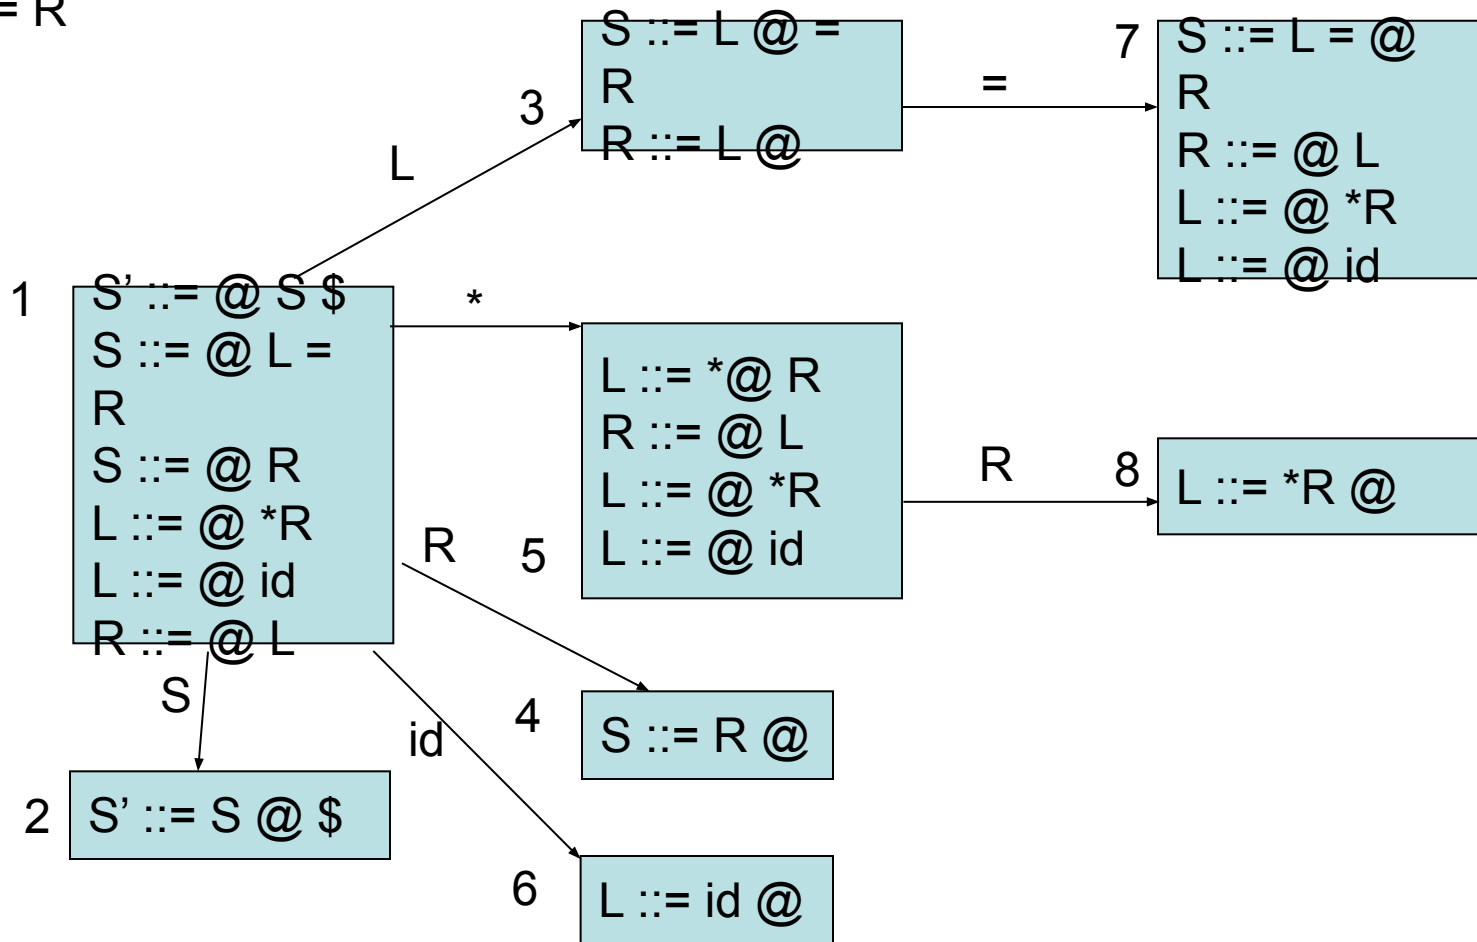 = R
S ::= L @ =
R
R ::= L @
7
S ::= L = @
R
R ::= @ L
L ::= @ *R
L ::= @ id
3
=
L
1
S’ ::= @ S $
S ::= @ L =
R
S ::= @ R
L ::= @ *R
L ::= @ id
R ::= @ L
*
L ::= *@ R
R ::= @ L
L ::= @ *R
L ::= @ id
5
R
8
L ::= *R @
R
S
id
4
S ::= R @
2
S’ ::= S @ $
6
L ::= id @